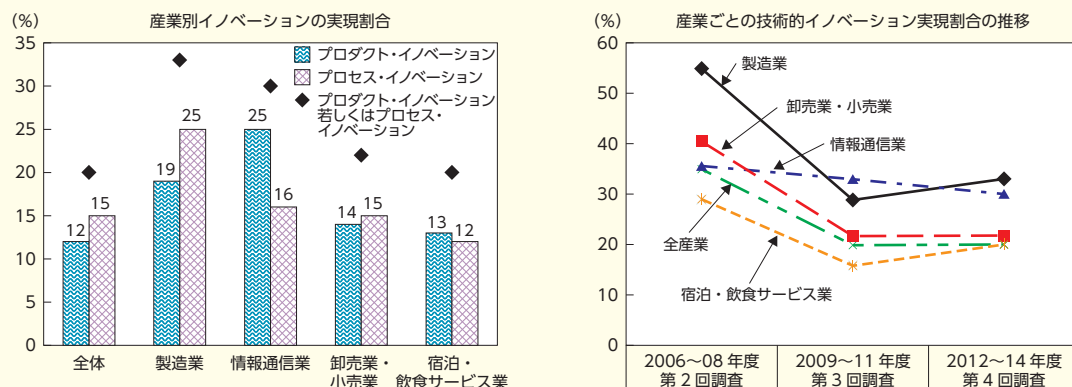 (%)
産業別イノベーションの実現割合
35
30
25
20
15
10
5
0
プロダクト・イノベーション
プロセス・イノベーション
プロダクト・イノベーション
若しくはプロセス・
イノベーション
12
15
19
25
25
16
14
15
13
12
全体
製造業
情報通信業
卸売業・
小売業
宿泊・
飲食サービス業
(%)
産業ごとの技術的イノベーション実現割合の推移
60
50
40
30
20
10
0
製造業
卸売業・小売業
情報通信業
全産業
宿泊・飲食サービス業
2006〜08 年度
第2回調査
2009〜11 年度
第3回調査
2012〜14 年度
第4回調査